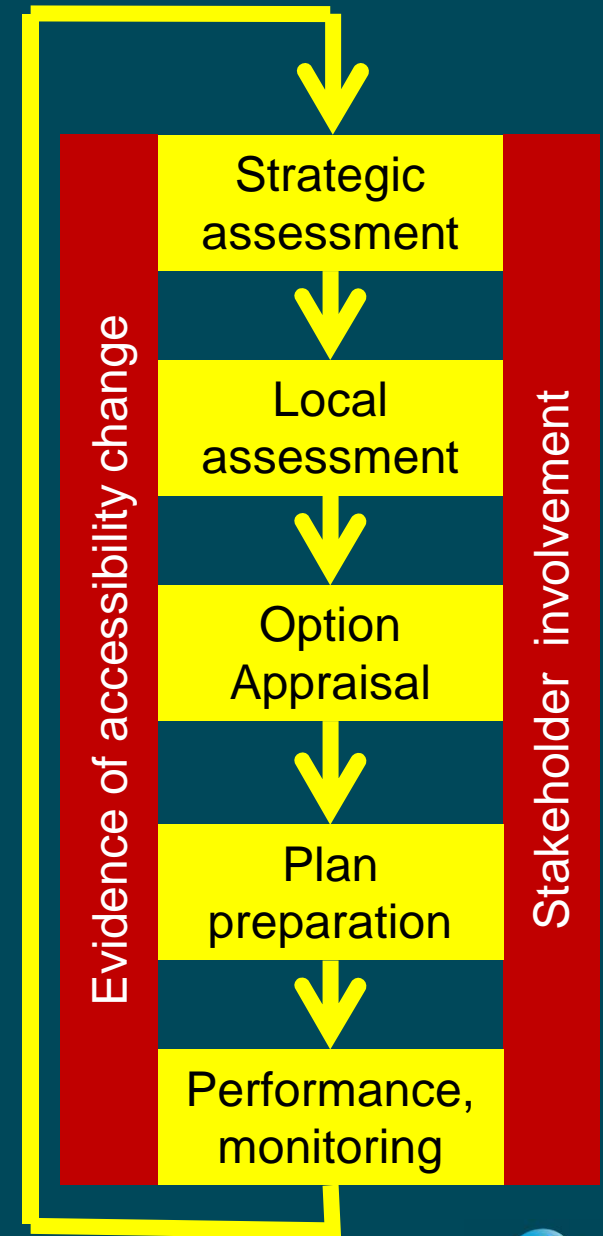 Strategic
assessment
Local
assessment
Option
Appraisal
Plan
preparation
Performance,
monitoring
Evidence of accessibility change
Stakeholder involvement